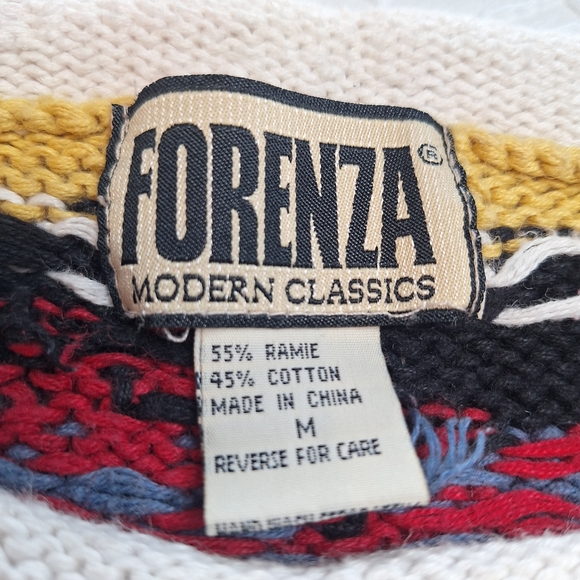 FORENZA®
MODERN CLASSICS
55% RAMIE
45% COTTON
MADE IN CHINA
M
REVERSE FOR CARE